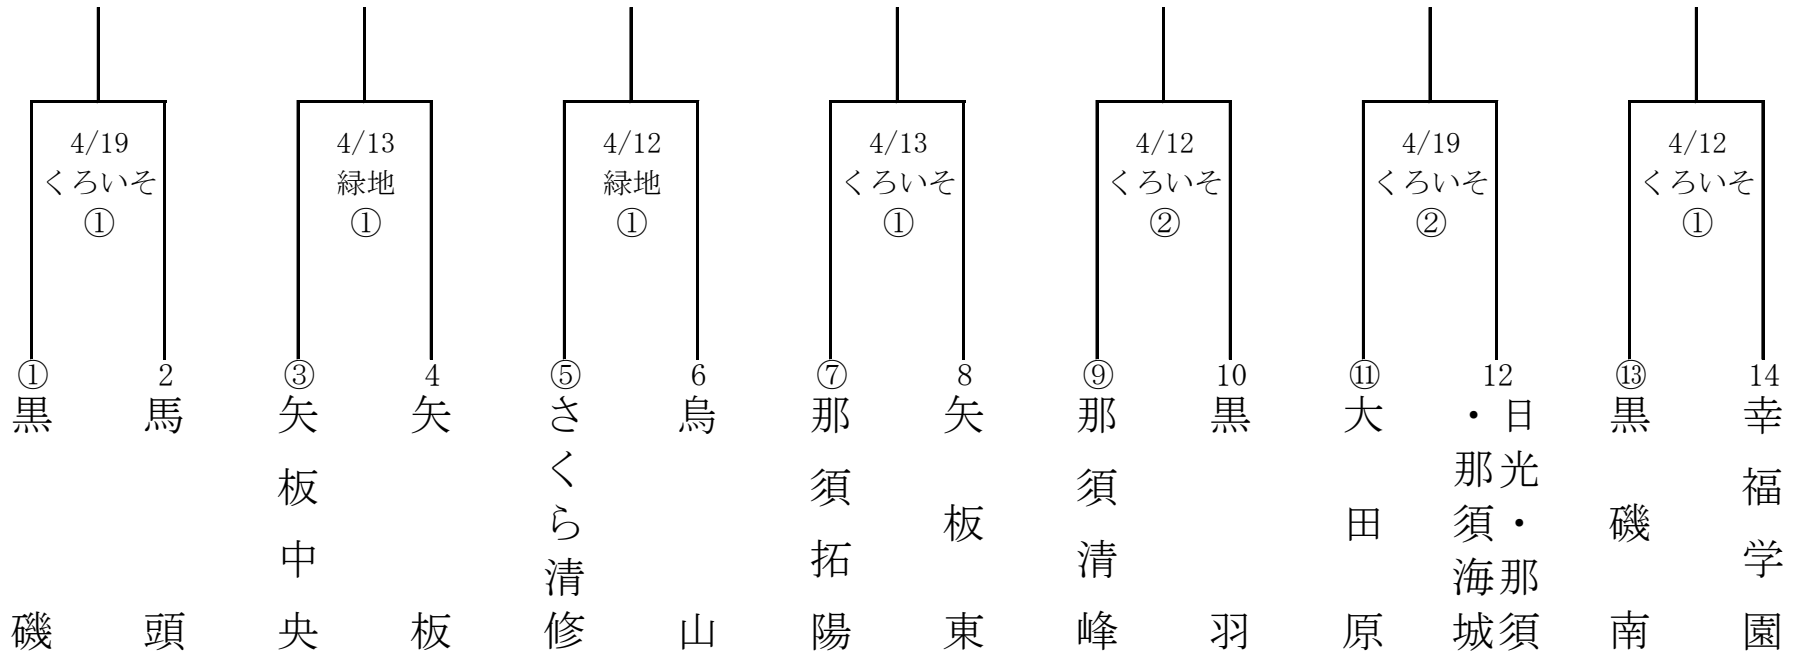 4/19
くろいそ
①
4/13
緑地
①
4/12
緑地
①
4/13
くろいそ
①
4/12
くろいそ
②
4/19
くろいそ
②
4/12
くろいそ
①
①
黒磯
2
馬頭
③
矢板中央
4
矢板
⑤
さくら清修
6
烏山
⑦
那須拓陽
8
矢板東
⑨
那須清峰
10
黒羽
⑪
大田原
12
日光・那須
・那須海城
⑬
黒磯南
14
幸福学園